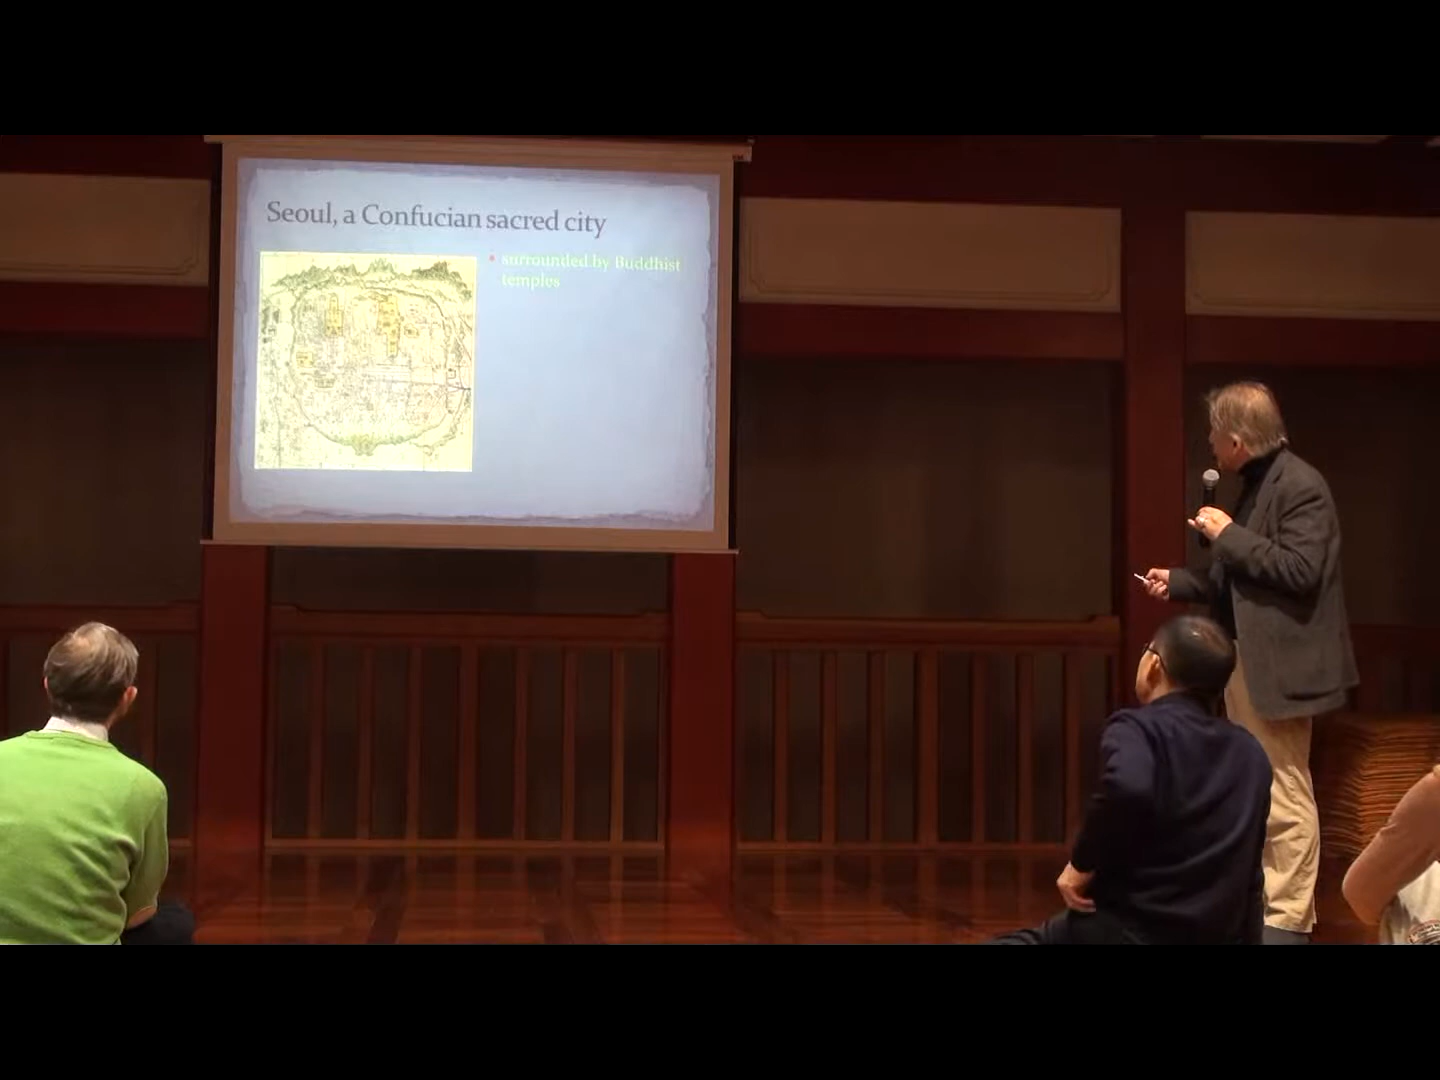 Seoul, a Confucian sacred city
• surrounded by Buddhist
temples